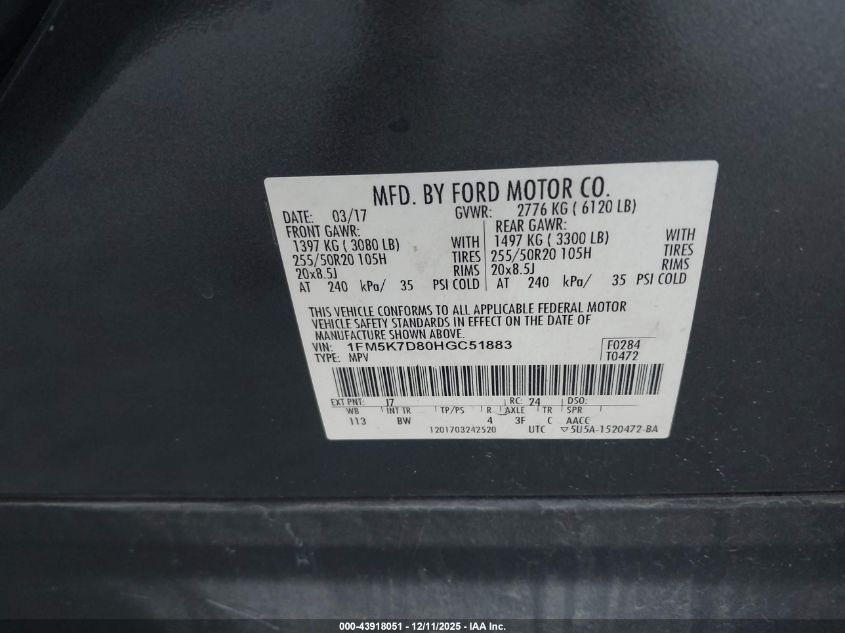 MFD. BY FORD MOTOR CO.
DATE: 03/17 GVWR: 2776 KG ( 6120 LB)
FRONT GAWR: REAR GAWR:
1397 KG ( 3080 LB) WITH 1497 KG ( 3300 LB) WITH
255/50R20 105H TIRES 255/50R20 105H TIRES
20x8.5J RIMS 20x8.5J RIMS
AT 240 kPa/ 35 PSI COLD AT 240 kPa/ 35 PSI COLD
THIS VEHICLE CONFORMS TO ALL APPLICABLE FEDERAL MOTOR
VEHICLE SAFETY STANDARDS IN EFFECT ON THE DATE OF
MANUFACTURE SHOWN ABOVE.
VIN: 1FM5K7D80HGC51883 F0284
TYPE: MPV T0472
EXT PNT: J7 RC: 24 DSO:
WB INT TR TP/PS R AXLE TR SPR
113 BW 4 3F C AACC
1201703242520 UTC ▽5U5A-1520472-BA
000-43918051 - 12/11/2025 - IAA Inc.